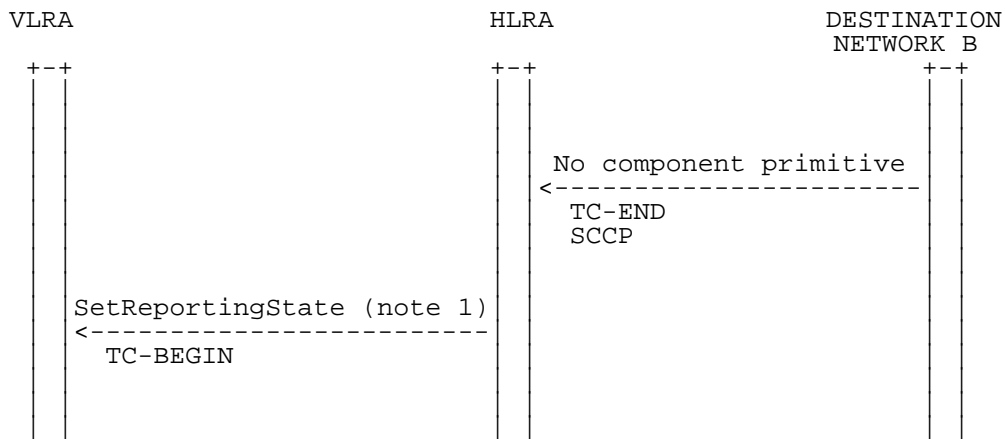 VLRA HLRA DESTINATION
NETWORK B
No component primitive
TC-END
SCCP
SetReportingState (note 1)
TC-BEGIN